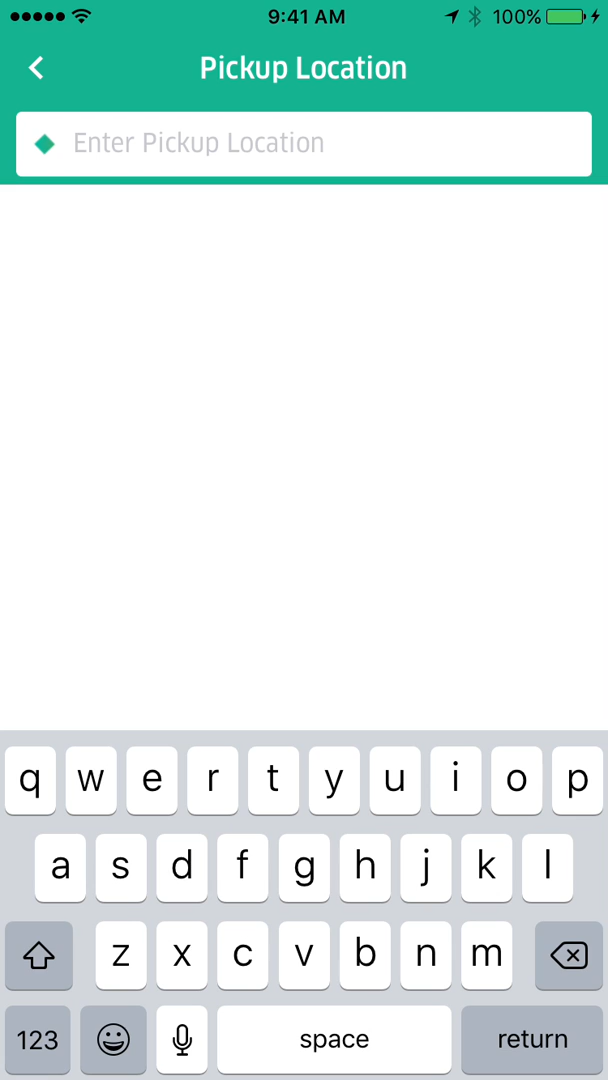 9:41 AM
100%
Pickup Location
Enter Pickup Location
q w e r t y u i o p
a s d f g h j k l
z x c v b n m
123 space return